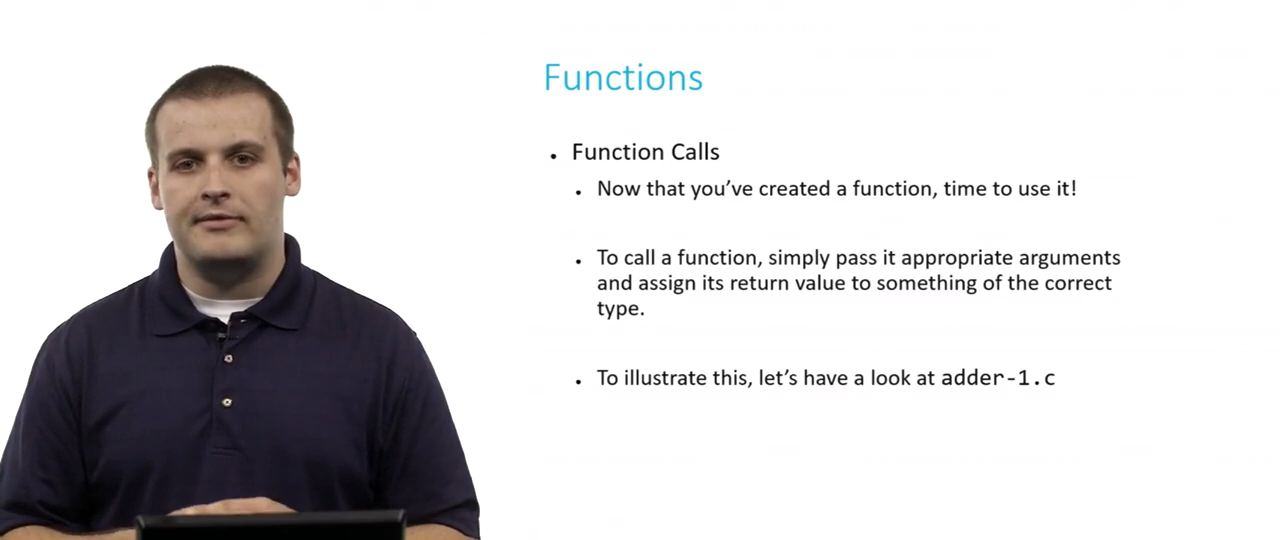 Functions
• Function Calls
• Now that you’ve created a function, time to use it!
• To call a function, simply pass it appropriate arguments
and assign its return value to something of the correct
type.
• To illustrate this, let’s have a look at adder-1.c